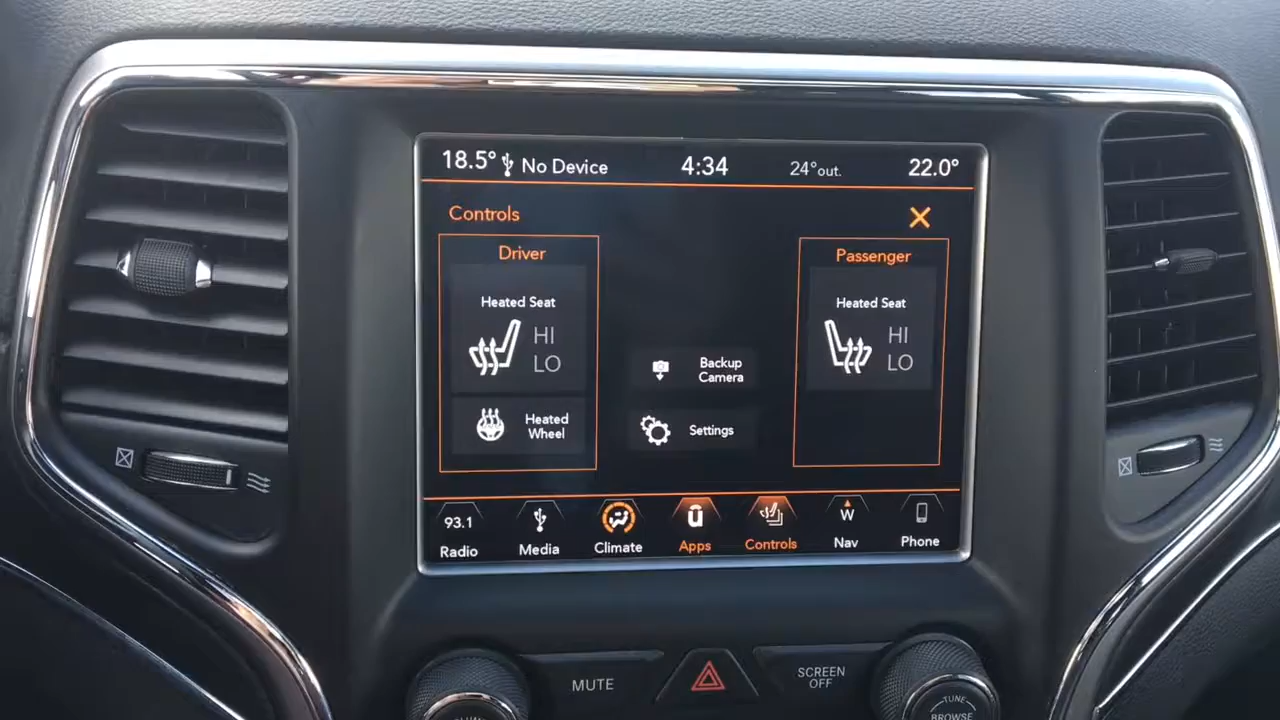 18.5° No Device 4:34 24°out. 22.0°
Controls
Driver
Heated Seat
HI
LO
Heated
Wheel
Backup
Camera
Settings
Passenger
Heated Seat
HI
LO
93.1
Radio
Media
Climate
Apps
Controls
W
Nav
Phone
MUTE
SCREEN
OFF
TUNE
BROWSE